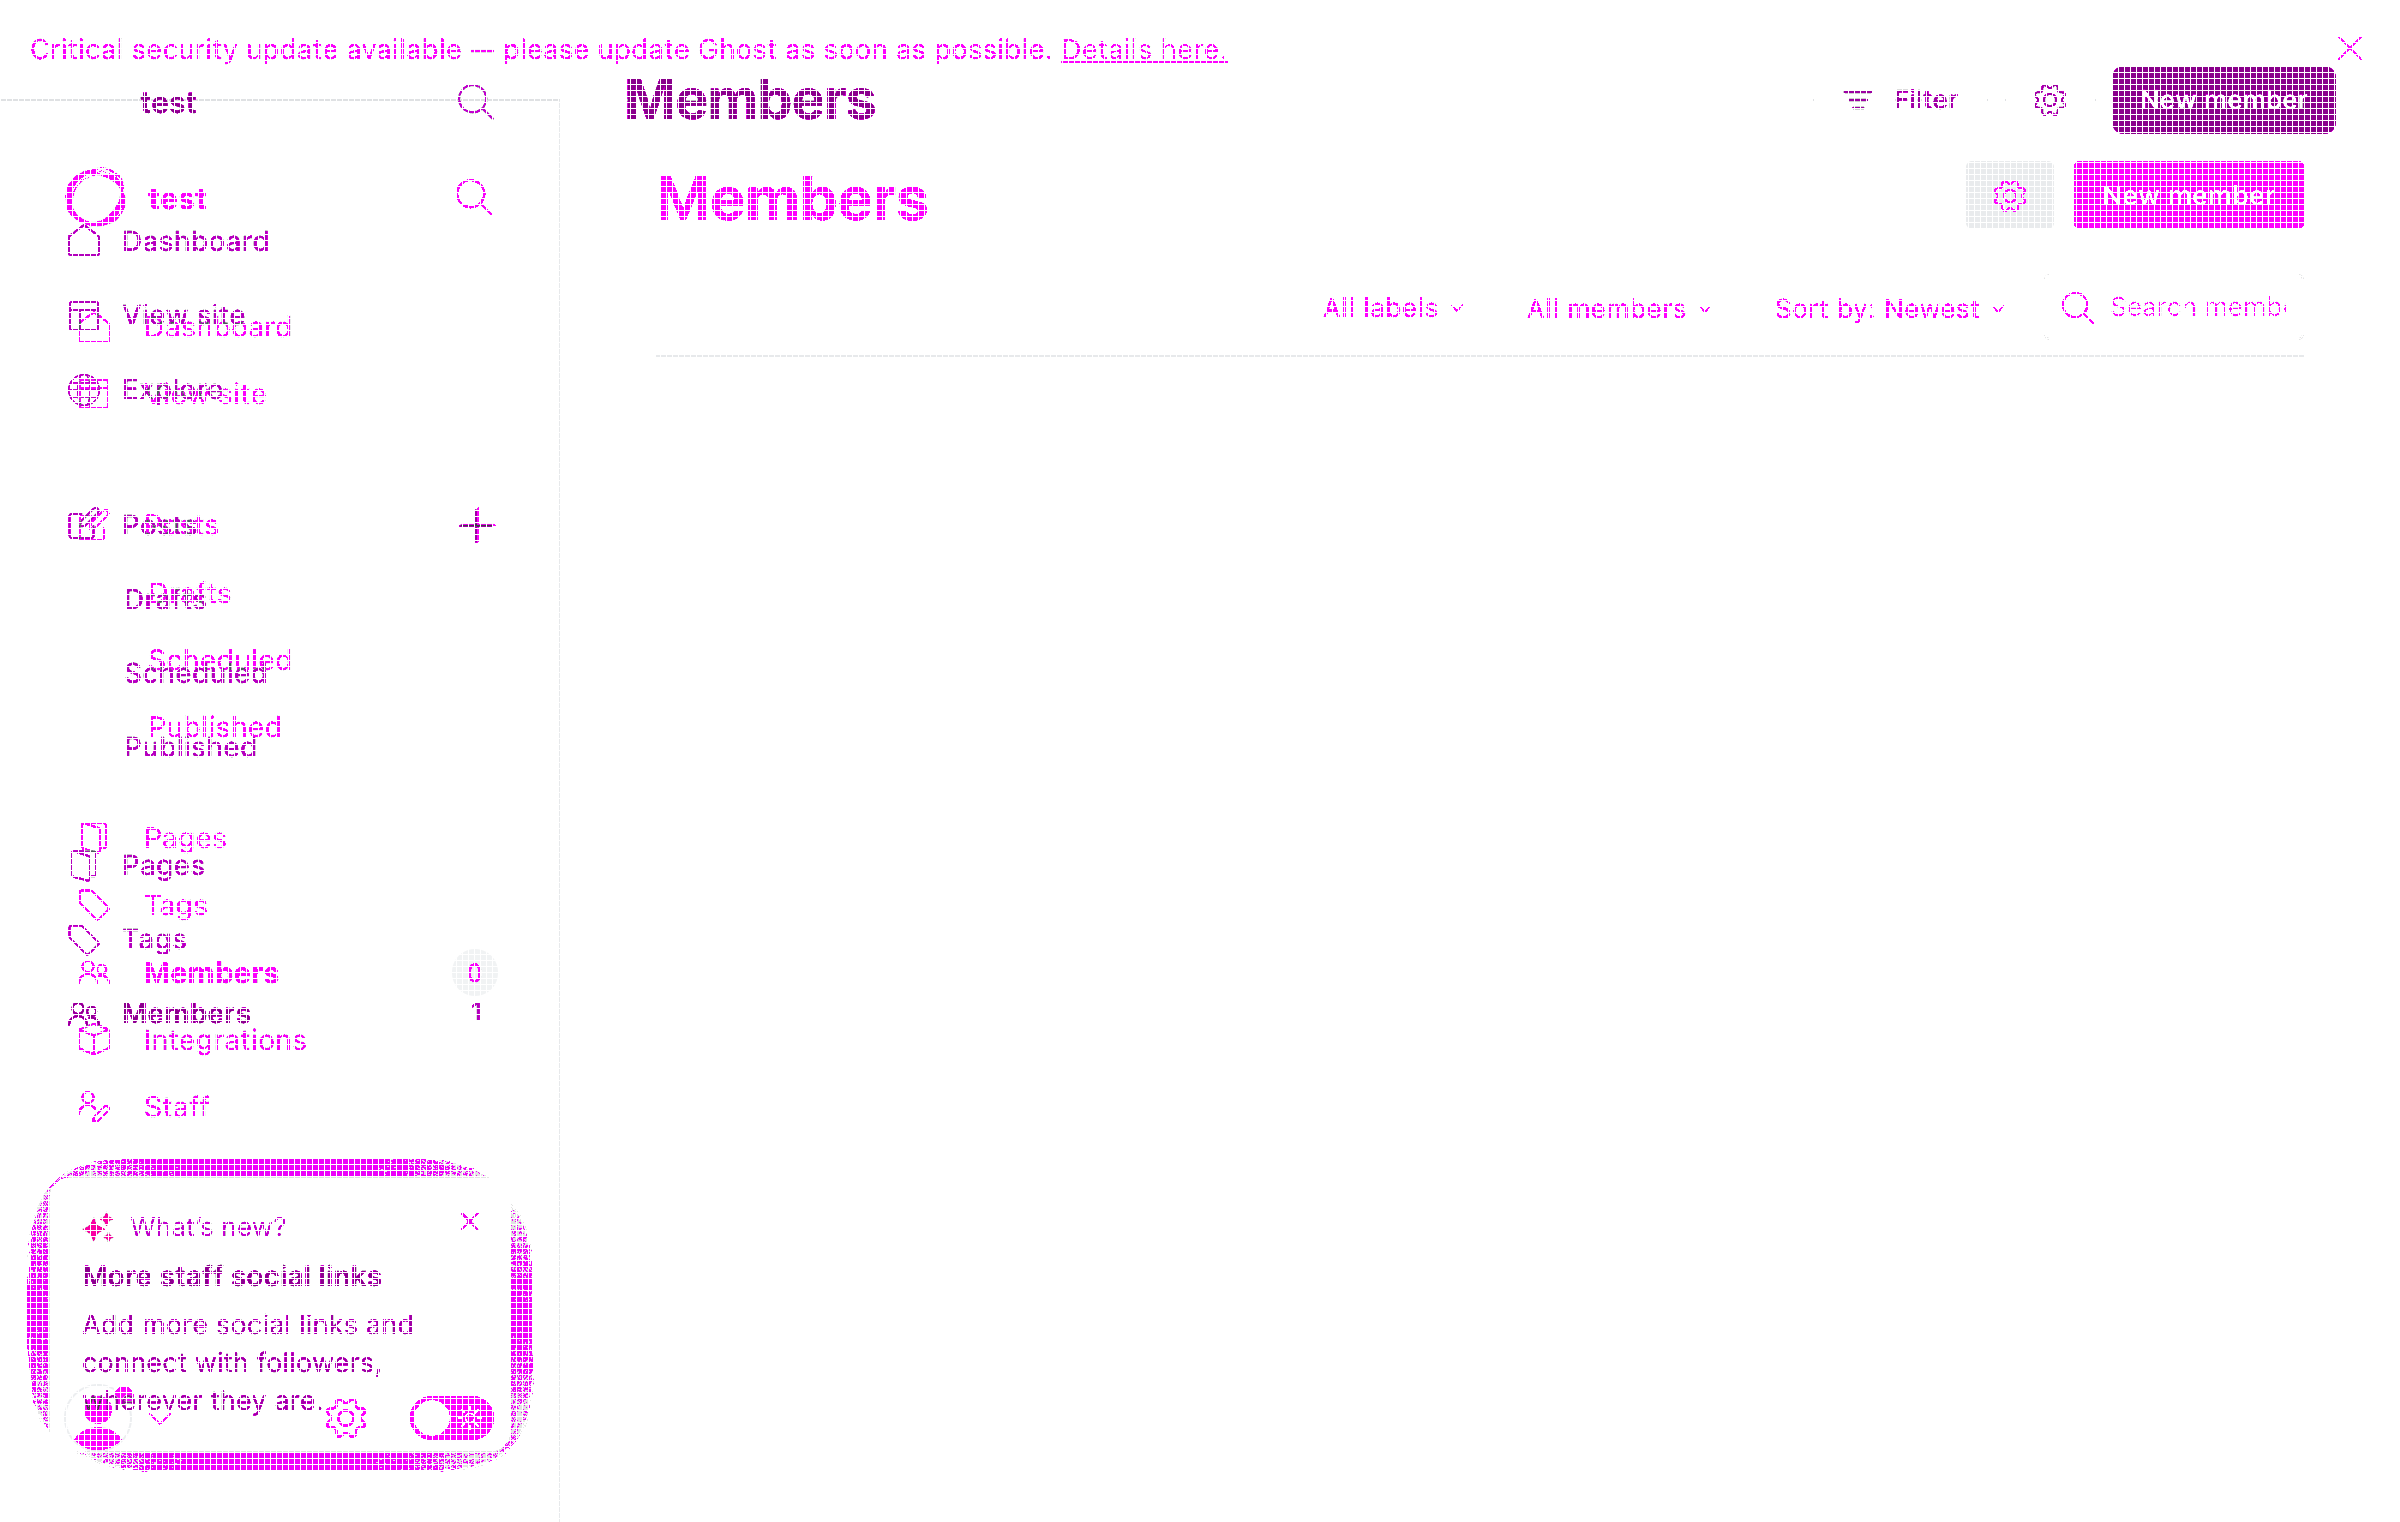 Critical security update available — please update Ghost as soon as possible. Details here.
test
Members
Filter
New member
test
Members
New member
Dashboard
All labels
All members
Sort by: Newest
Search membe
View site
Dashboard
Explore
View site
Posts
Posts
Drafts
Drafts
Scheduled
Scheduled
Published
Published
Pages
Pages
Tags
Tags
Members 0
Members 1
Integrations
Staff
What's new?
More staff social links
Add more social links and
connect with followers,
wherever they are.